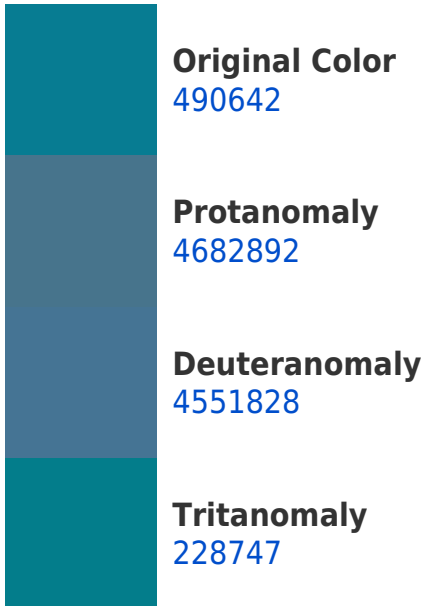 Original Color
490642
Protanomaly
4682892
Deuteranomaly
4551828
Tritanomaly
228747